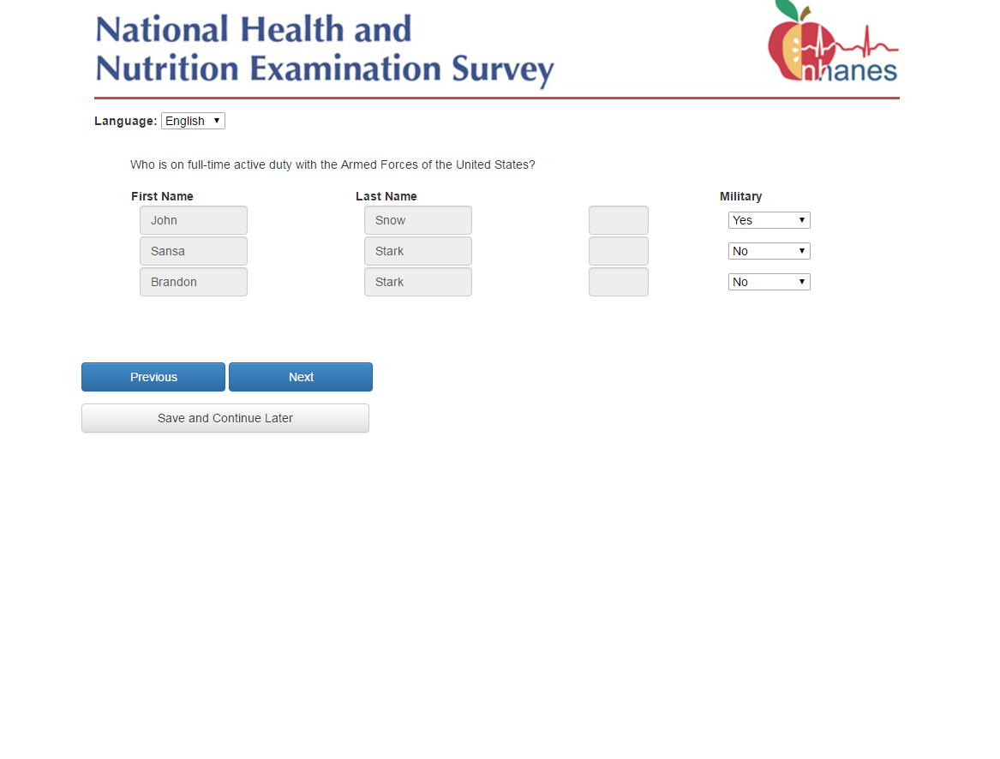 National Health and
Nutrition Examination Survey
nhanes
Language: English
Who is on full-time active duty with the Armed Forces of the United States?
First Name Last Name Military
John Snow Yes
Sansa Stark No
Brandon Stark No
Previous Next
Save and Continue Later